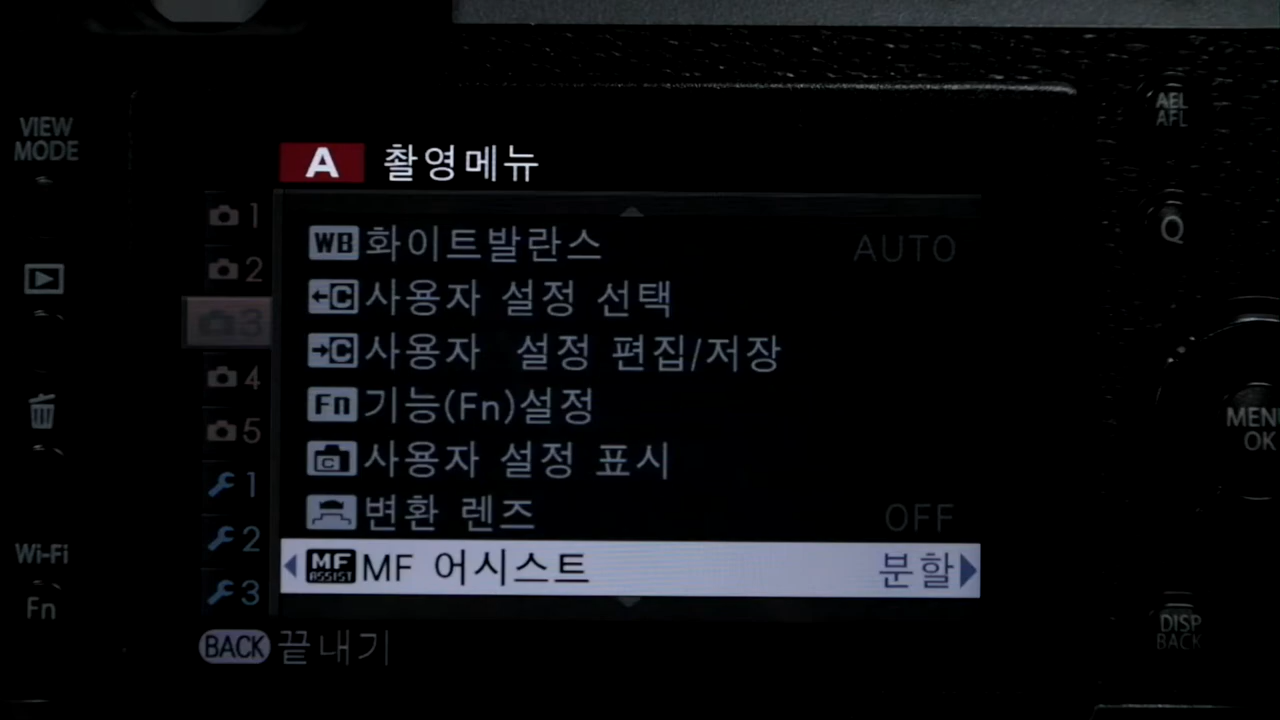 VIEW
MODE
AEL
AFL
A 촬영메뉴
1
WB 화이트발란스 AUTO
Q
2
C 사용자 설정 선택
3
C 사용자 설정 편집/저장
4
Fn 기능(Fn)설정
5
C 사용자 설정 표시
1
변환 렌즈 OFF
MENU
OK
2
MF ASSIST MF 어시스트 분할
3
Wi-Fi
Fn
BACK 끝내기
DISP
BACK